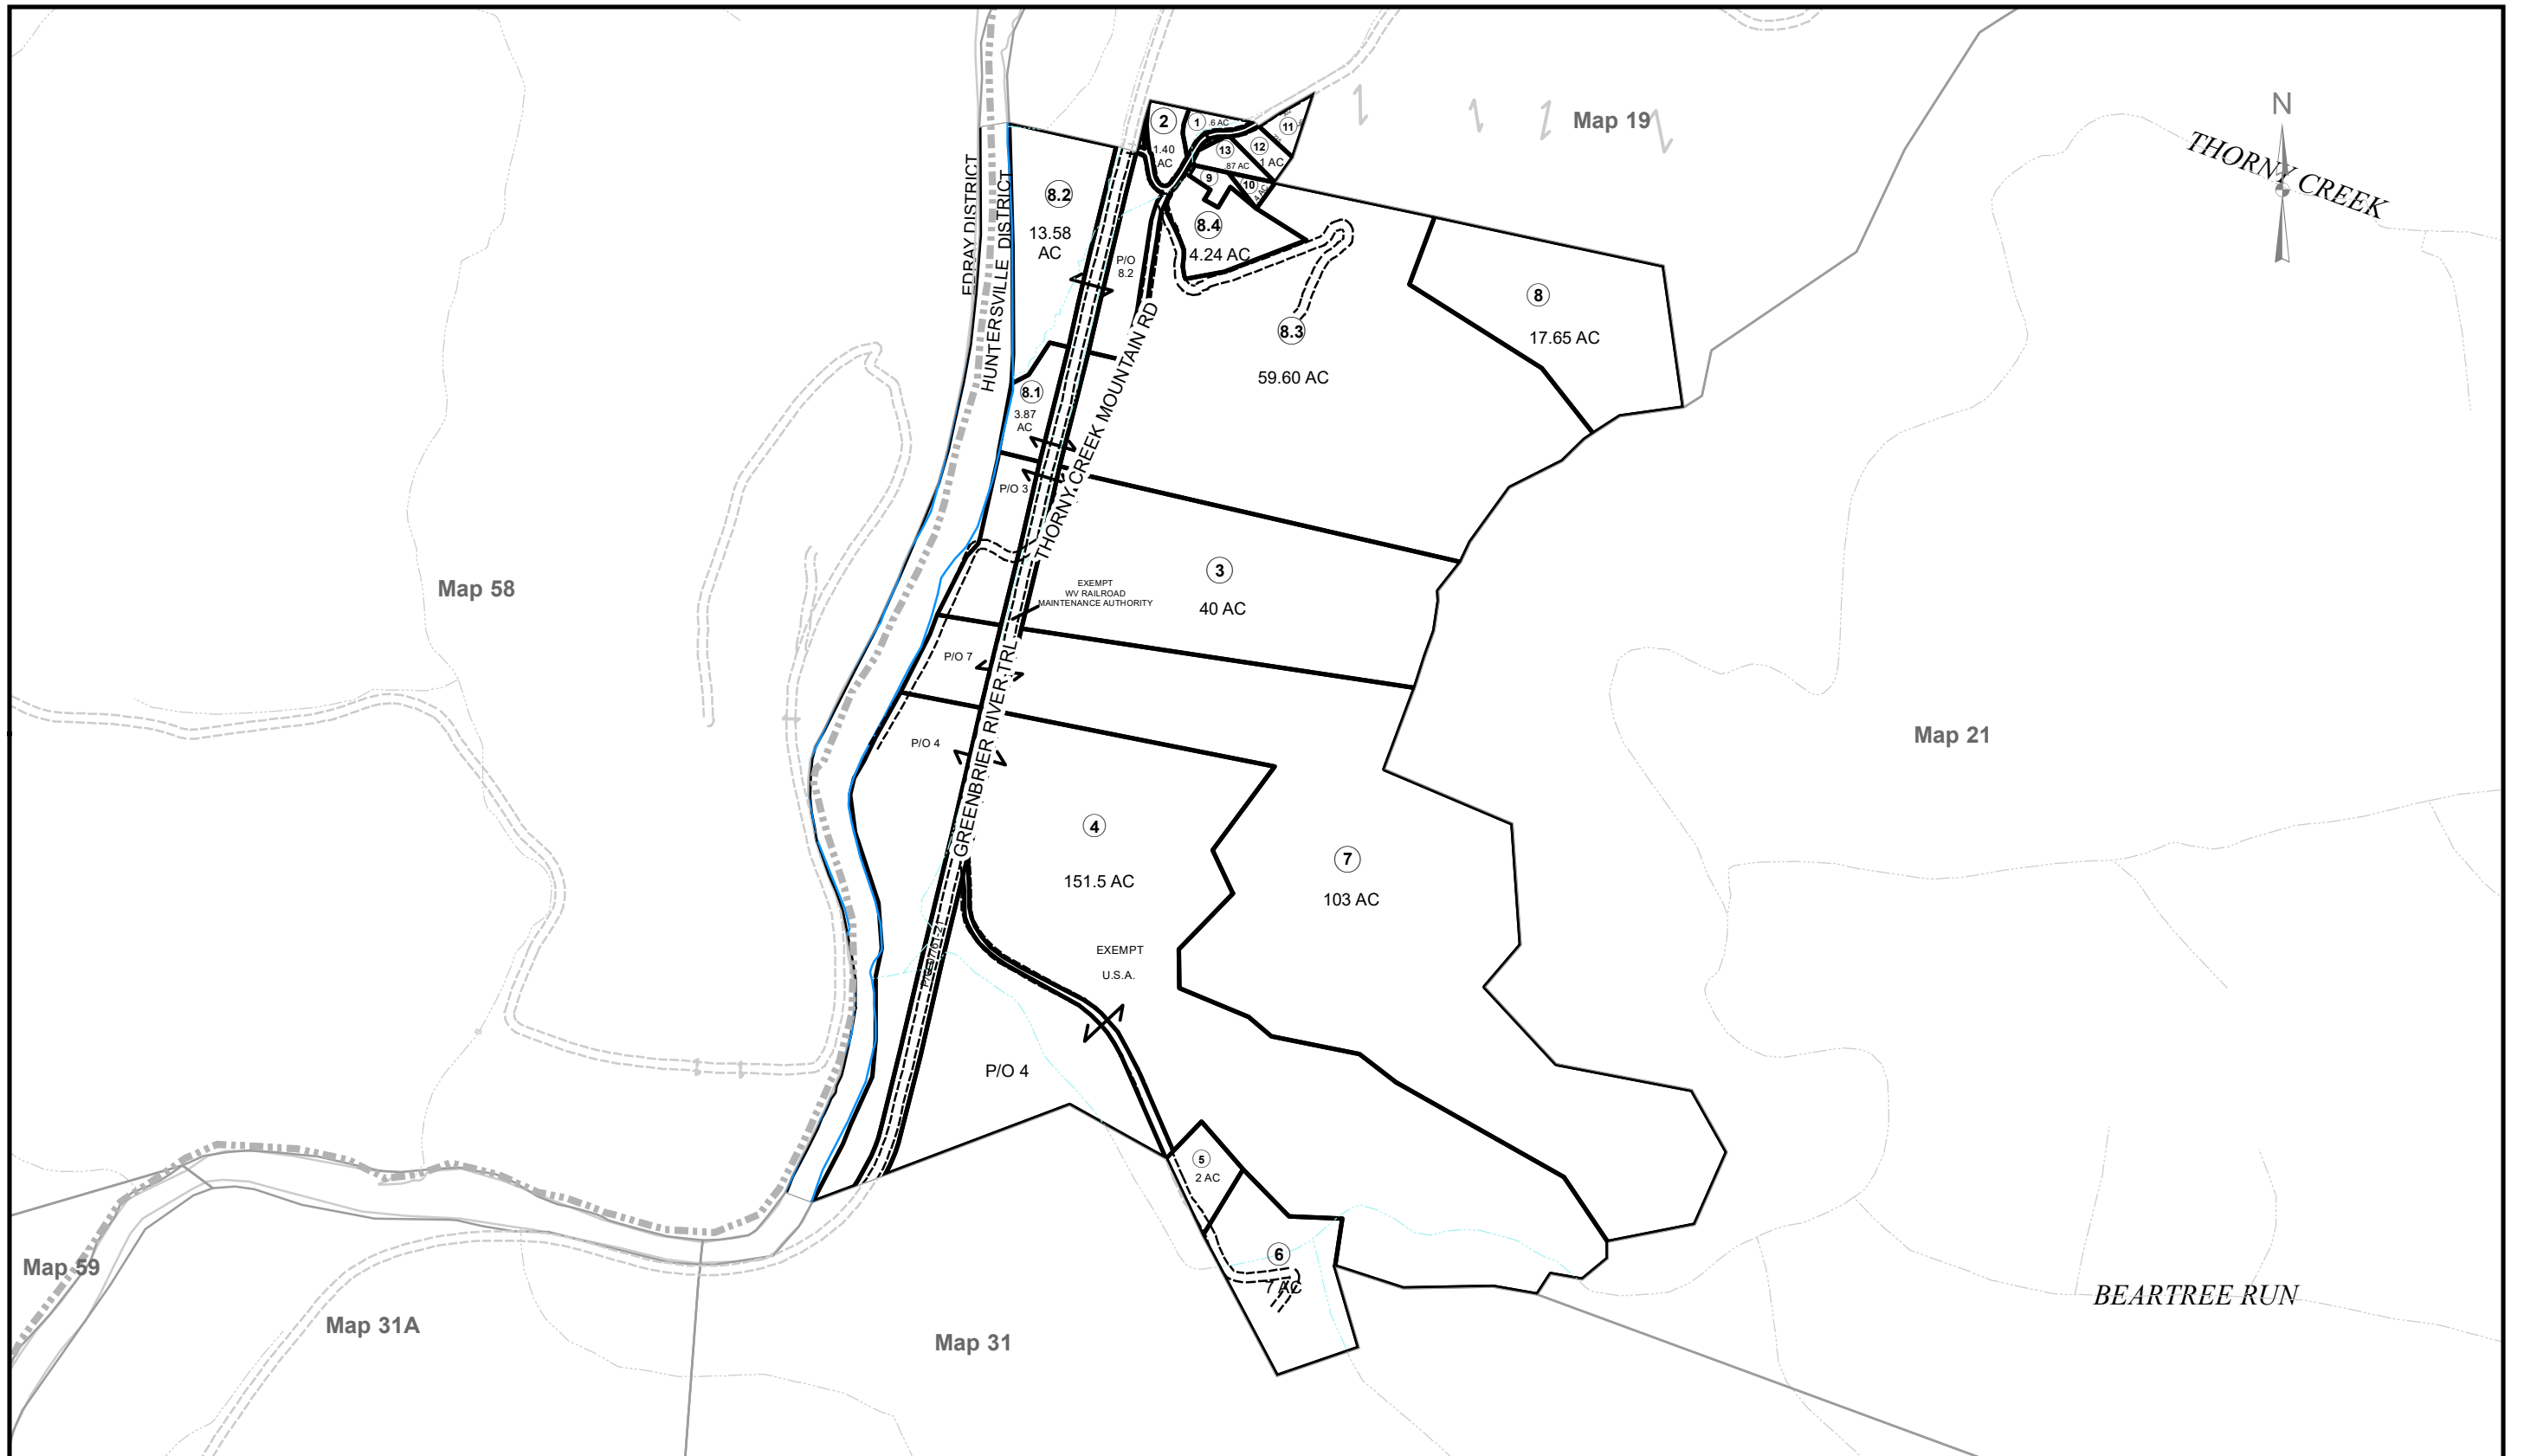 N
Map 19
THORNY CREEK
2
1.40
AC
1
.6 AC
11
12
1 AC
13
.87 AC
9
10
EDRAY DISTRICT
HUNTERSVILLE DISTRICT
8.2
13.58
AC
P/O
8.2
8.4
4.24 AC
8
17.65 AC
8.3
59.60 AC
8.1
3.87
AC
THORNY CREEK MOUNTAIN RD
P/O 3
Map 58
EXEMPT
WV RAILROAD
MAINTENANCE AUTHORITY
3
40 AC
P/O 7
GREENBRIER RIVER TRL
Map 21
P/O 4
4
151.5 AC
7
103 AC
EXEMPT
U.S.A.
P/O 4
5
2 AC
6
7 AC
Map 59
Map 31A
Map 31
BEARTREE RUN